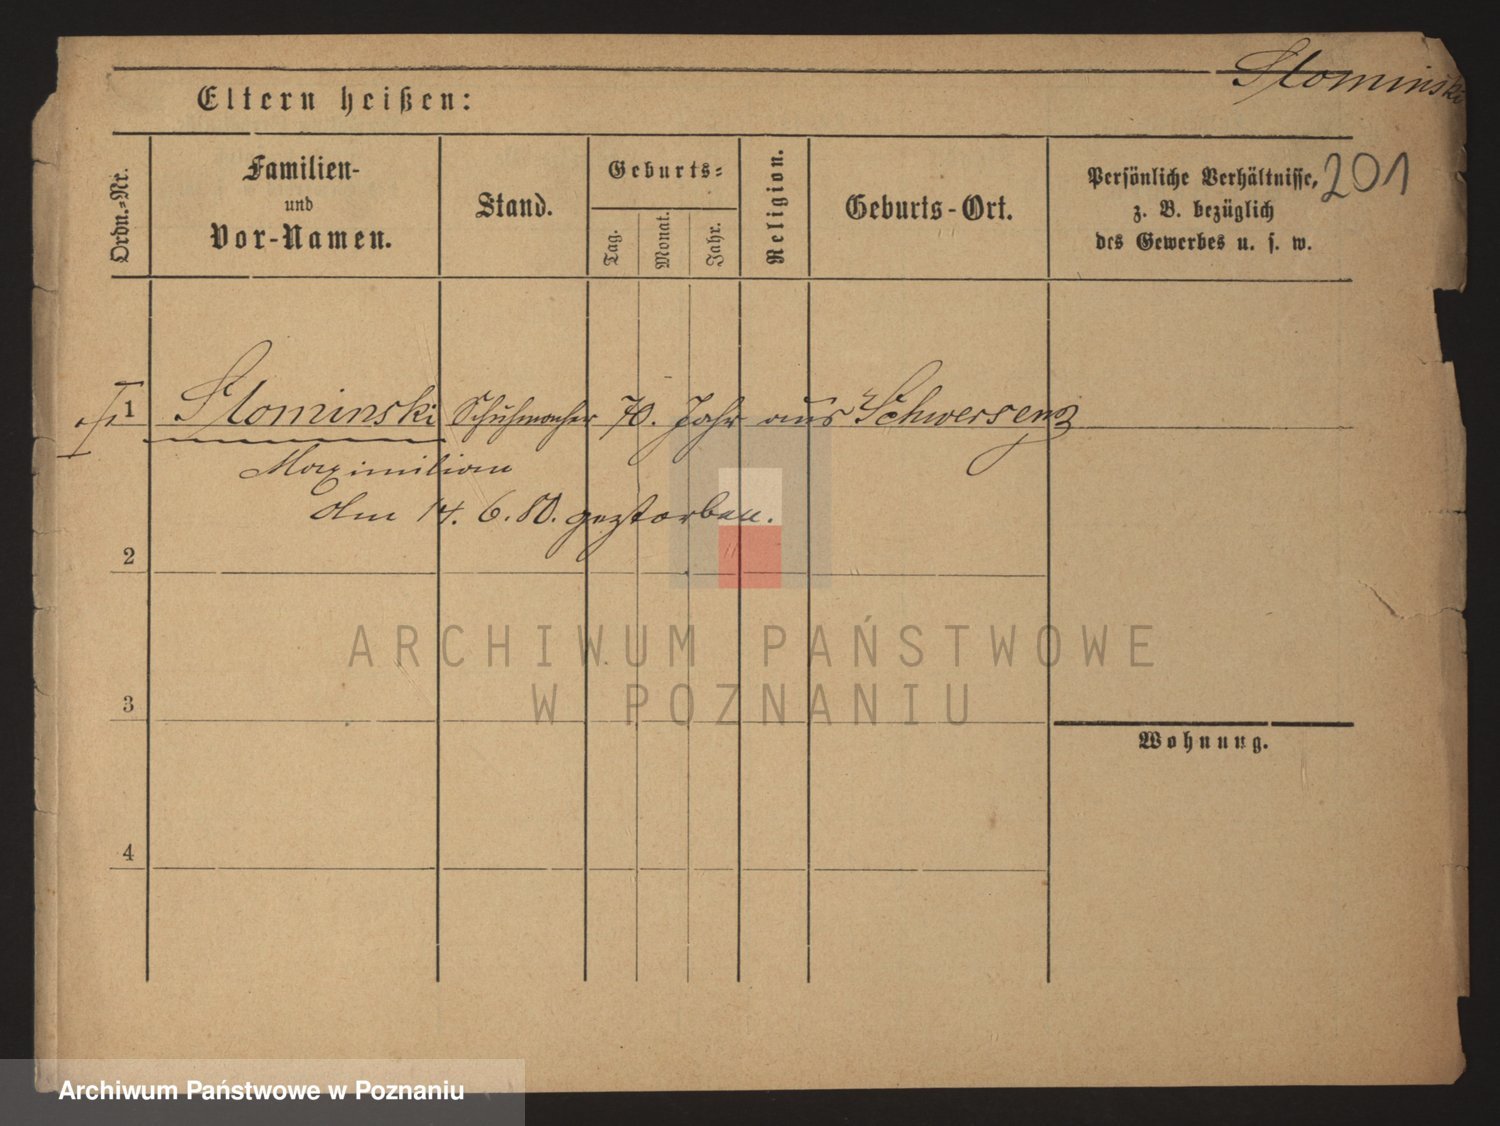 Slominski
Eltern heißen:
201
Ordn.-Nr.
Familien-
und
Vor-Namen.
Stand.
Geburts-
Tag.
Monat.
Jahr.
Religion.
Geburts-Ort.
Persönliche Verhältnisse,
z. B. bezüglich
des Gewerbes u. s. w.
1 Slominski Schuhmacher 70. Jahr aus Schwersenz
Maximilian
am 14. 6. 80. gestorben.
2
3
Wohnung.
4
ARCHIWUM PAŃSTWOWE
W POZNANIU
Archiwum Państwowe w Poznaniu